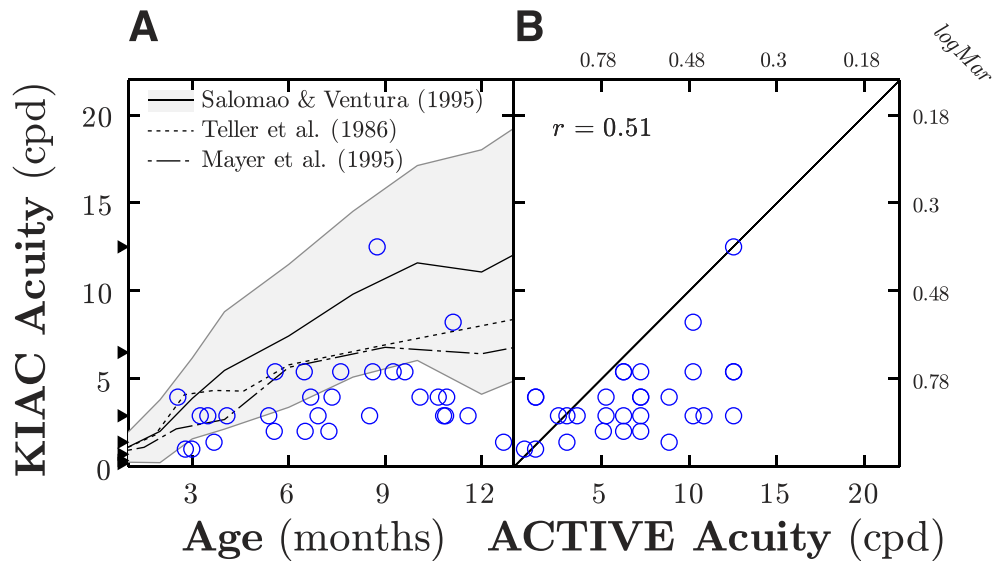 A
B
logMar
0.78 0.48 0.3 0.18
Salomao & Ventura (1995)
Teller et al. (1986)
Mayer et al. (1995)
r = 0.51
KIAC Acuity (cpd)
20
15
10
5
0
0.18
0.3
0.48
0.78
3 6 9 12
5 10 15 20
Age (months)
ACTIVE Acuity (cpd)